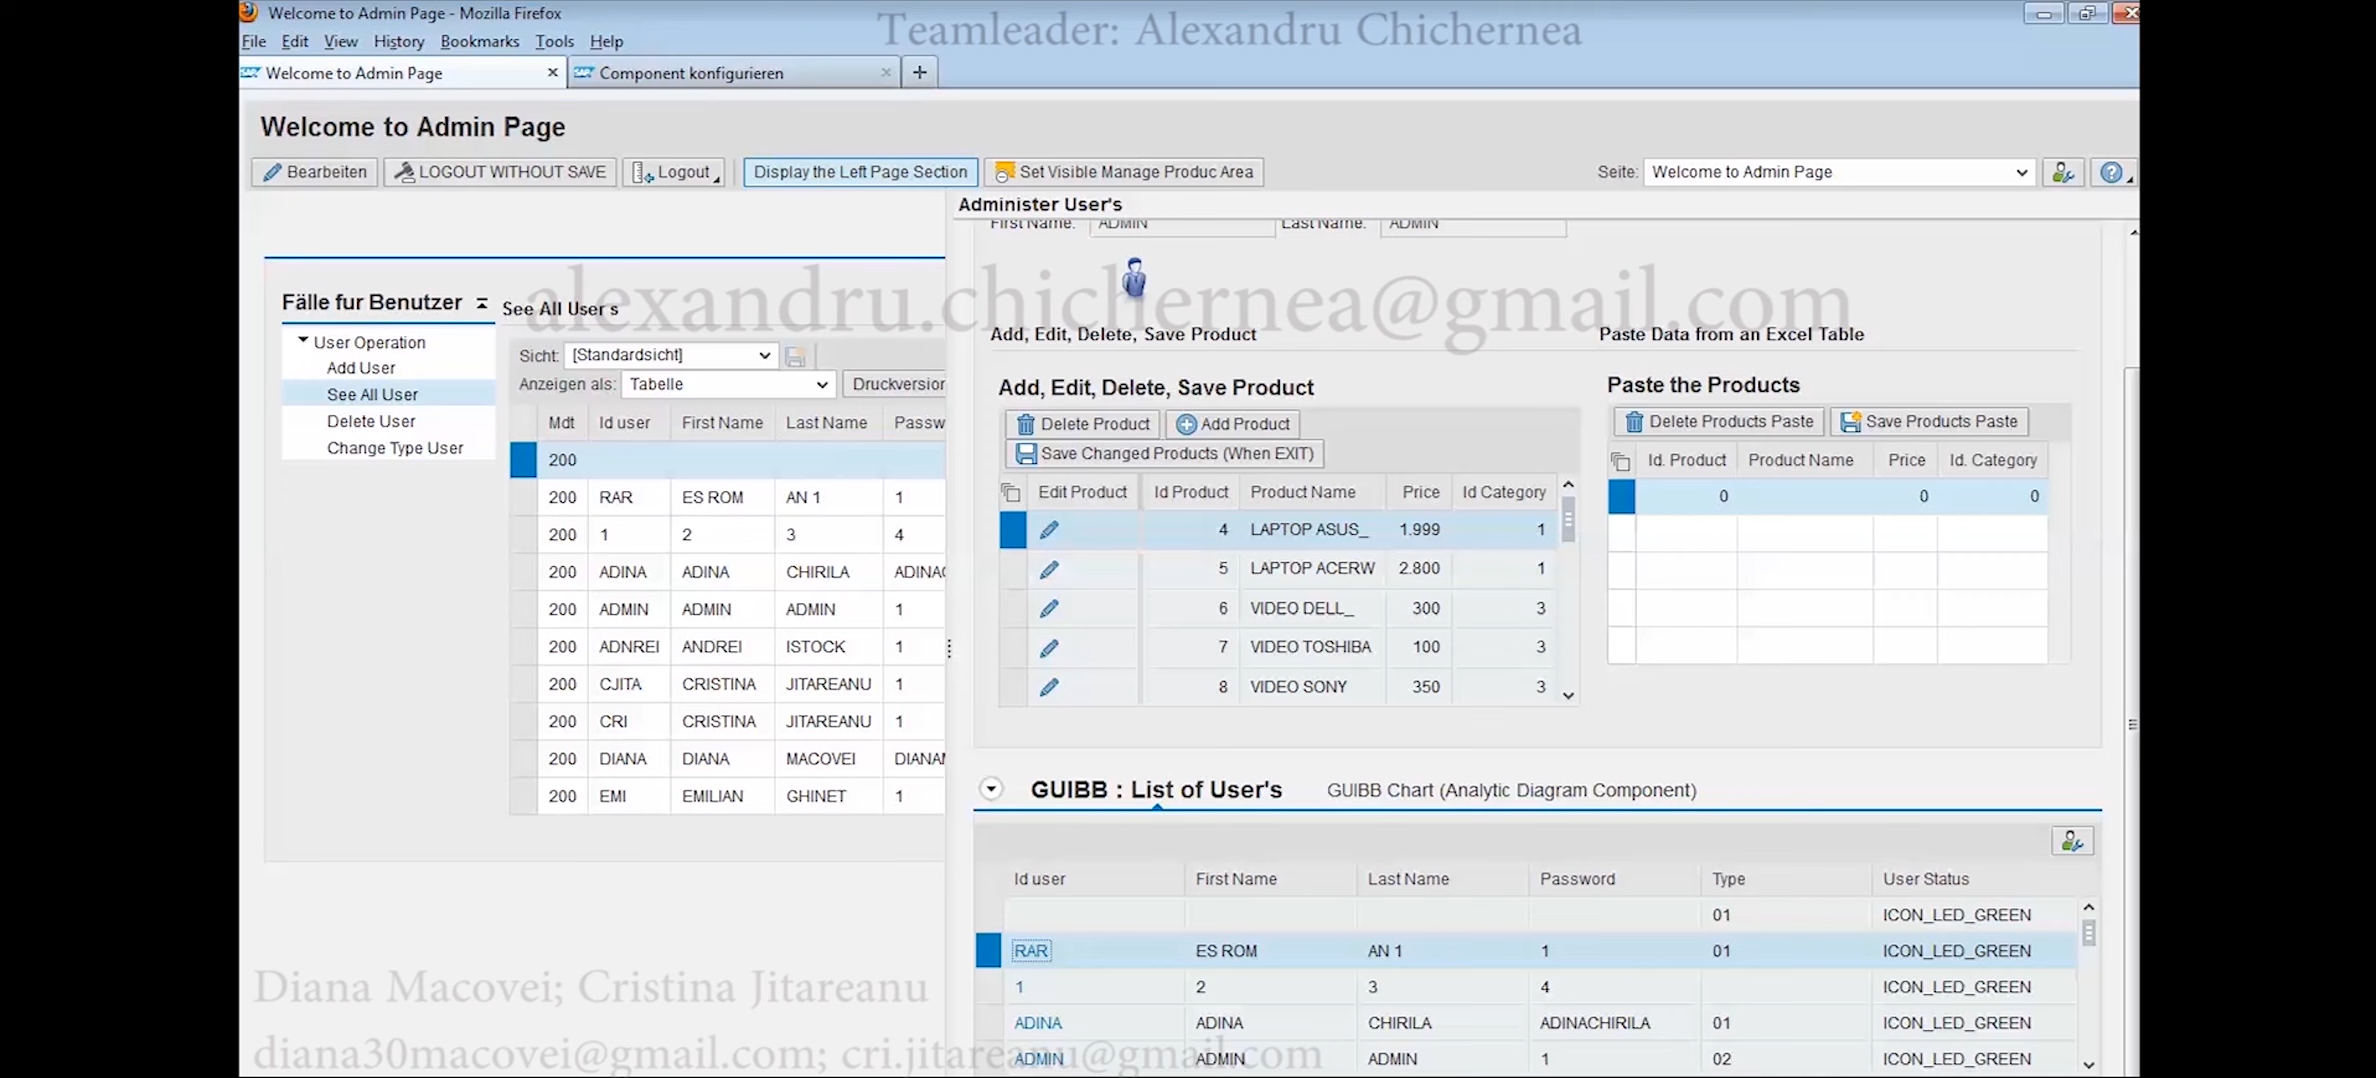 Welcome to Admin Page - Mozilla Firefox
Teamleader: Alexandru Chichernea
File Edit View History Bookmarks Tools Help
Welcome to Admin Page
Component konfigurieren
Welcome to Admin Page
Bearbeiten LOGOUT WITHOUT SAVE Logout Display the Left Page Section Set Visible Manage Produc Area Seite: Welcome to Admin Page
Administer User's
First Name: ADMIN Last Name: ADMIN
alexandru.chichernea@gmail.com
Fälle fur Benutzer
User Operation
Add User
See All User
Delete User
Change Type User
See All User s
Sicht: [Standardsicht]
Anzeigen als: Tabelle Druckversion
Mdt Id user First Name Last Name Passw
200
200 RAR ES ROM AN 1 1
200 1 2 3 4
200 ADINA ADINA CHIRILA ADINAC
200 ADMIN ADMIN ADMIN 1
200 ADNREI ANDREI ISTOCK 1
200 CJITA CRISTINA JITAREANU 1
200 CRI CRISTINA JITAREANU 1
200 DIANA DIANA MACOVEI DIANAM
200 EMI EMILIAN GHINET 1
Add, Edit, Delete, Save Product
Add, Edit, Delete, Save Product
Delete Product Add Product
Save Changed Products (When EXIT)
Edit Product Id Product Product Name Price Id Category
4 LAPTOP ASUS_ 1.999 1
5 LAPTOP ACERW 2.800 1
6 VIDEO DELL_ 300 3
7 VIDEO TOSHIBA 100 3
8 VIDEO SONY 350 3
Paste Data from an Excel Table
Paste the Products
Delete Products Paste Save Products Paste
Id. Product Product Name Price Id. Category
0 0 0
GUIBB : List of User's GUIBB Chart (Analytic Diagram Component)
Id user First Name Last Name Password Type User Status
01 ICON_LED_GREEN
RAR ES ROM AN 1 1 01 ICON_LED_GREEN
1 2 3 4 ICON_LED_GREEN
ADINA ADINA CHIRILA ADINACHIRILA 01 ICON_LED_GREEN
ADMIN ADMIN ADMIN 1 02 ICON_LED_GREEN
Diana Macovei; Cristina Jitareanu
diana30macovei@gmail.com; cri.jitareanu@gmail.com